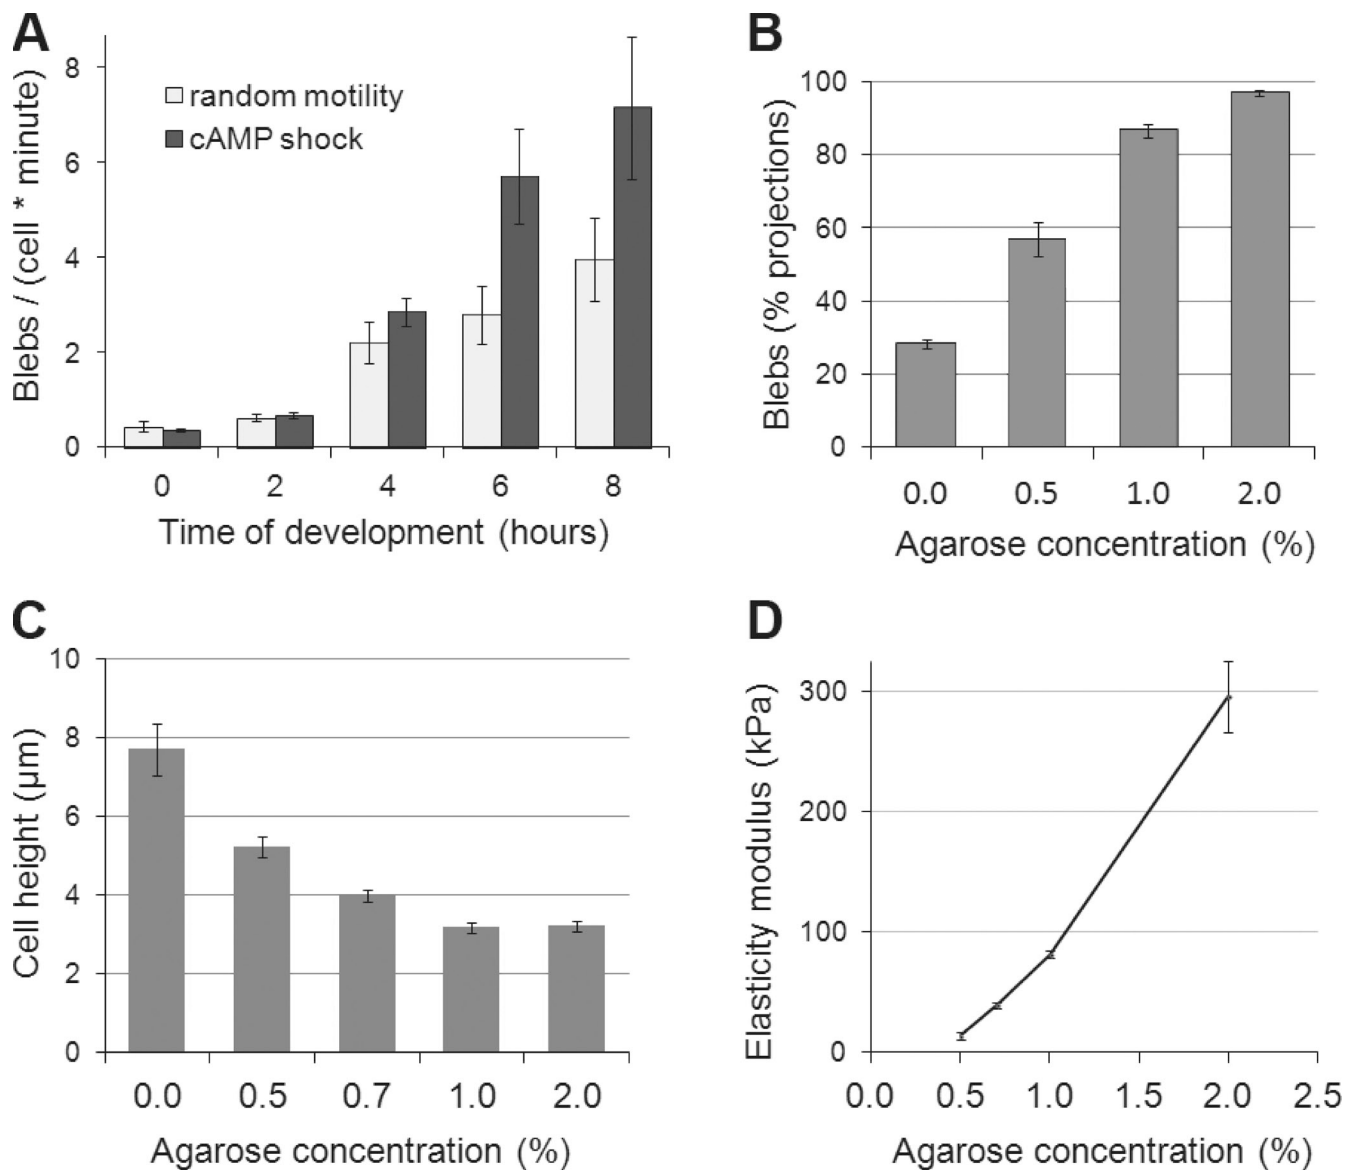 A
Blebs / (cell * minute)
8
6
4
2
0
random motility
cAMP shock
0 2 4 6 8
Time of development (hours)
B
Blebs (% projections)
100
80
60
40
20
0
0.0 0.5 1.0 2.0
Agarose concentration (%)
C
Cell height (µm)
10
8
6
4
2
0
0.0 0.5 0.7 1.0 2.0
Agarose concentration (%)
D
Elasticity modulus (kPa)
300
200
100
0
0.0 0.5 1.0 1.5 2.0 2.5
Agarose concentration (%)